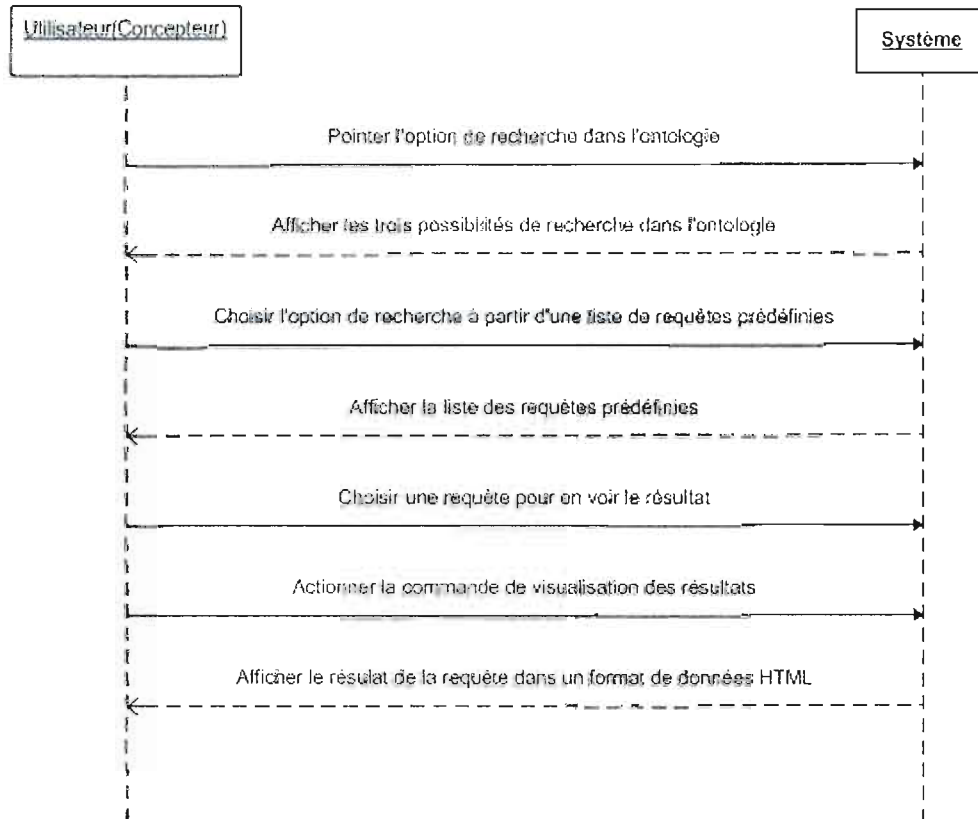 Utilisateur(Concepteur)
Système
Pointer l'option de recherche dans l'ontologie
Afficher les trois possibilités de recherche dans l'ontologie
Choisir l'option de recherche à partir d'une liste de requêtes prédéfinies
Afficher la liste des requêtes prédéfinies
Choisir une requête pour en voir le résultat
Actionner la commande de visualisation des résultats
Afficher le résulat de la requête dans un format de données HTML